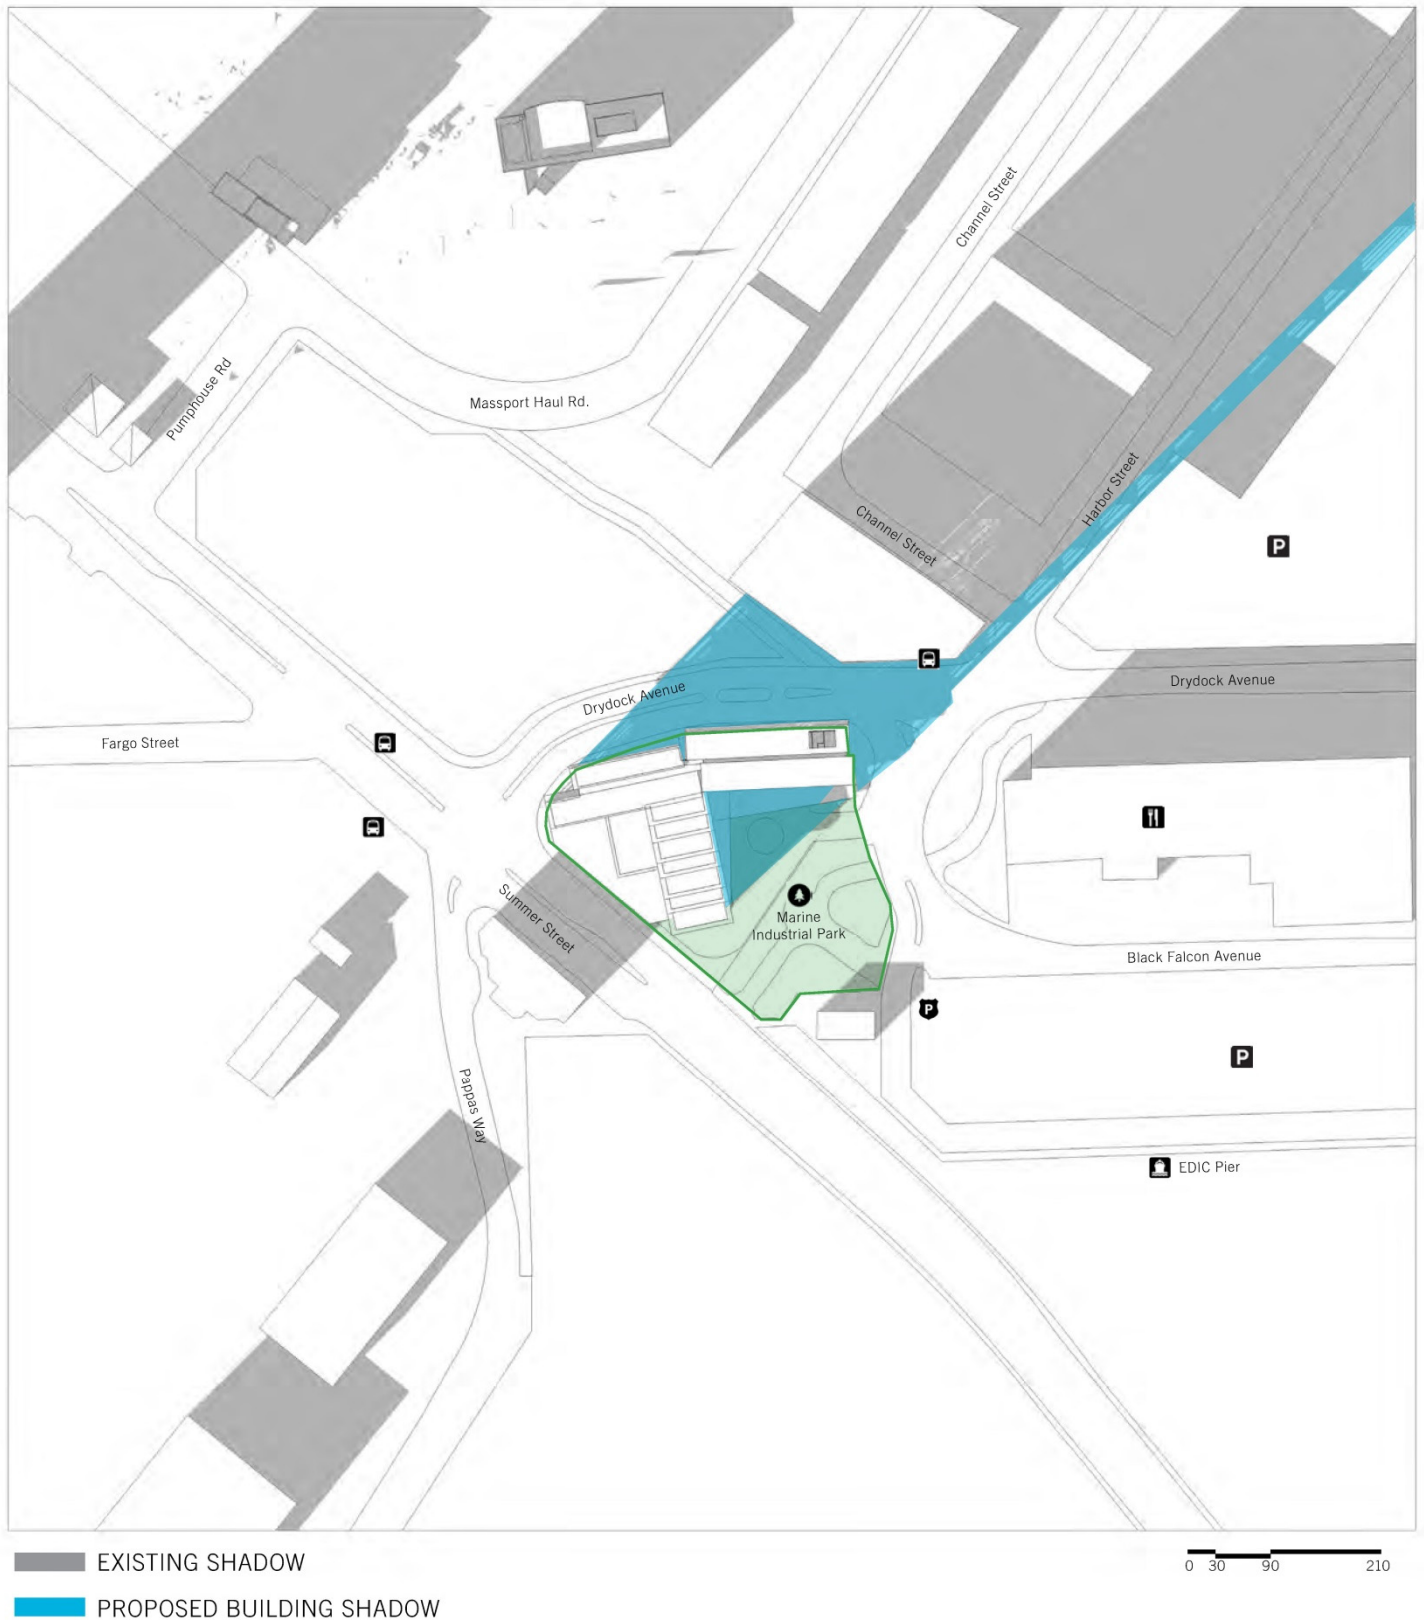 Channel Street
Pumphouse Rd
Massport Haul Rd.
Harbor Street
Channel Street
P
Drydock Avenue
Drydock Avenue
Fargo Street
Summer Street
Marine
Industrial Park
Black Falcon Avenue
P
P
Pappas Way
EDIC Pier
EXISTING SHADOW
0 30 90 210
PROPOSED BUILDING SHADOW